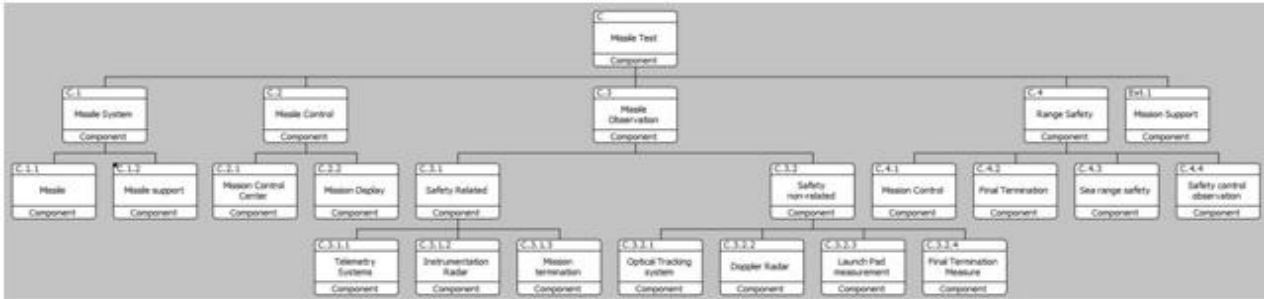 C
Missile Test
Component
C.1
Missile System
Component
C.2
Missile Control
Component
C.3
Missile
Observation
Component
C.4
Range Safety
Component
Ext.1
Mission Support
Component
C.1.1
Missile
Component
C.1.2
Missile support
Component
C.2.1
Mission Control
Center
Component
C.2.2
Mission Display
Component
C.3.1
Safety Related
Component
C.3.2
Safety
non-related
Component
C.4.1
Mission Control
Component
C.4.2
Final Termination
Component
C.4.3
Sea range safety
Component
C.4.4
Safety control
observation
Component
C.3.1.1
Telemetry
Systems
Component
C.3.1.2
Instrumentation
Radar
Component
C.3.1.3
Mission
termination
Component
C.3.2.1
Optical Tracking
system
Component
C.3.2.2
Doppler Radar
Component
C.3.2.3
Launch Pad
measurement
Component
C.3.2.4
Final Termination
Measure
Component